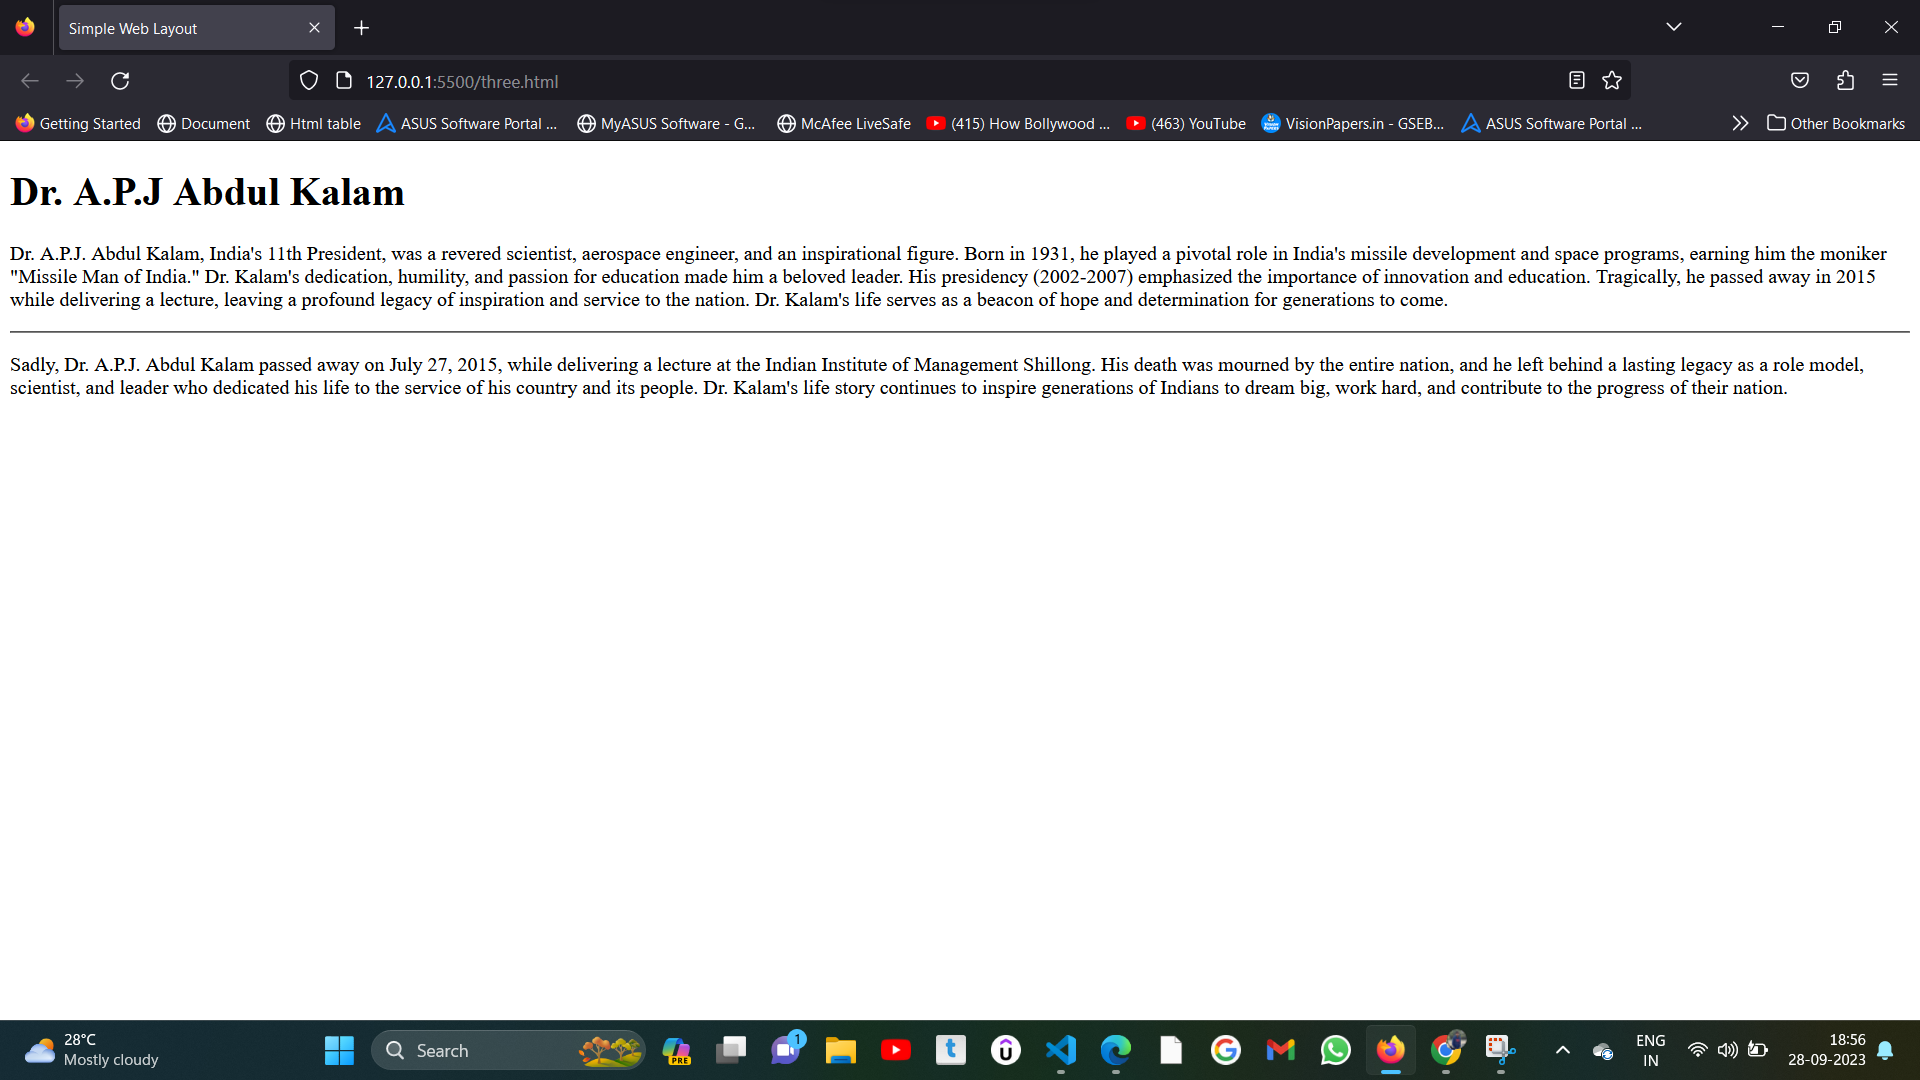 Simple Web Layout
127.0.0.1:5500/three.html
Getting Started Document Html table ASUS Software Portal ... MyASUS Software - G... McAfee LiveSafe (415) How Bollywood ... (463) YouTube VisionPapers.in - GSEB... ASUS Software Portal ... Other Bookmarks
Dr. A.P.J Abdul Kalam
Dr. A.P.J. Abdul Kalam, India's 11th President, was a revered scientist, aerospace engineer, and an inspirational figure. Born in 1931, he played a pivotal role in India's missile development and space programs, earning him the moniker
"Missile Man of India." Dr. Kalam's dedication, humility, and passion for education made him a beloved leader. His presidency (2002-2007) emphasized the importance of innovation and education. Tragically, he passed away in 2015
while delivering a lecture, leaving a profound legacy of inspiration and service to the nation. Dr. Kalam's life serves as a beacon of hope and determination for generations to come.
Sadly, Dr. A.P.J. Abdul Kalam passed away on July 27, 2015, while delivering a lecture at the Indian Institute of Management Shillong. His death was mourned by the entire nation, and he left behind a lasting legacy as a role model,
scientist, and leader who dedicated his life to the service of his country and its people. Dr. Kalam's life story continues to inspire generations of Indians to dream big, work hard, and contribute to the progress of their nation.
28°C
Mostly cloudy
Search
PRE
1
ENG
IN
18:56
28-09-2023